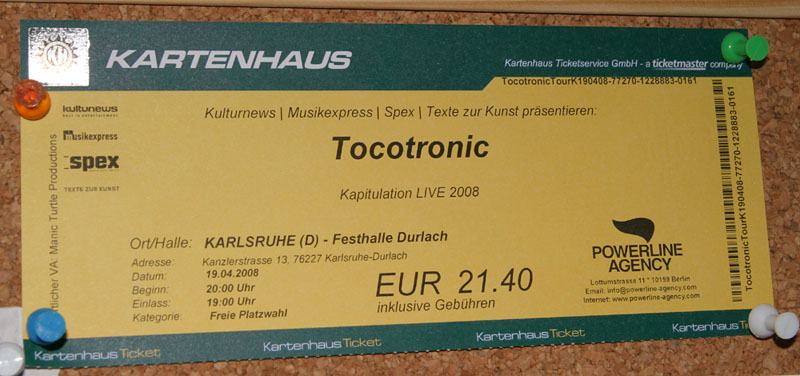 KARTENHAUS
Kartenhaus Ticketservice GmbH - a ticketmaster company
TocotronicTourK190408-77270-1228883-0161
Kulturnews | Musikexpress | Spex | Texte zur Kunst präsentieren:
kulturnews
Musikexpress
spex
TEXTE ZUR KUNST
Tocotronic
Kapitulation LIVE 2008
Ort/Halle: KARLSRUHE (D) - Festhalle Durlach
Adresse: Kanzlerstrasse 13, 76227 Karlsruhe-Durlach
Datum: 19.04.2008
Beginn: 20:00 Uhr
Einlass: 19:00 Uhr
Kategorie: Freie Platzwahl
EUR 21.40
inklusive Gebühren
POWERLINE
AGENCY
Lottumstrasse 11 * 10119 Berlin
Email: info@powerline-agency.com
Internet: www.powerline-agency.com
tlicher VA: Manic Turtle Productions
TocotronicTourK190408-77270-1228883-0161
KartenhausTicket
KartenhausTicket
KartenhausTicket
KartenhausTicket